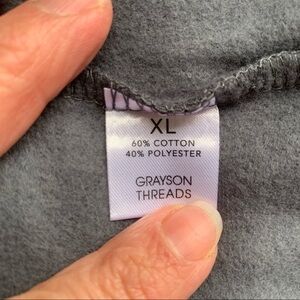 XL
60% COTTON
40% POLYESTER
GRAYSON
THREADS